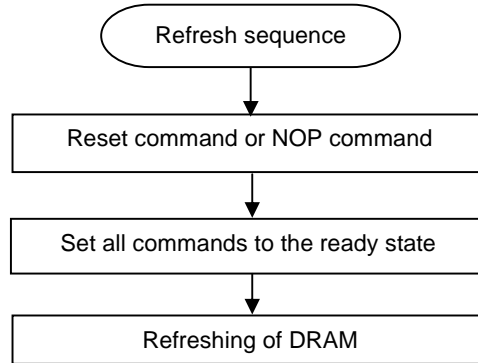 Refresh sequence
Reset command or NOP command
Set all commands to the ready state
Refreshing of DRAM